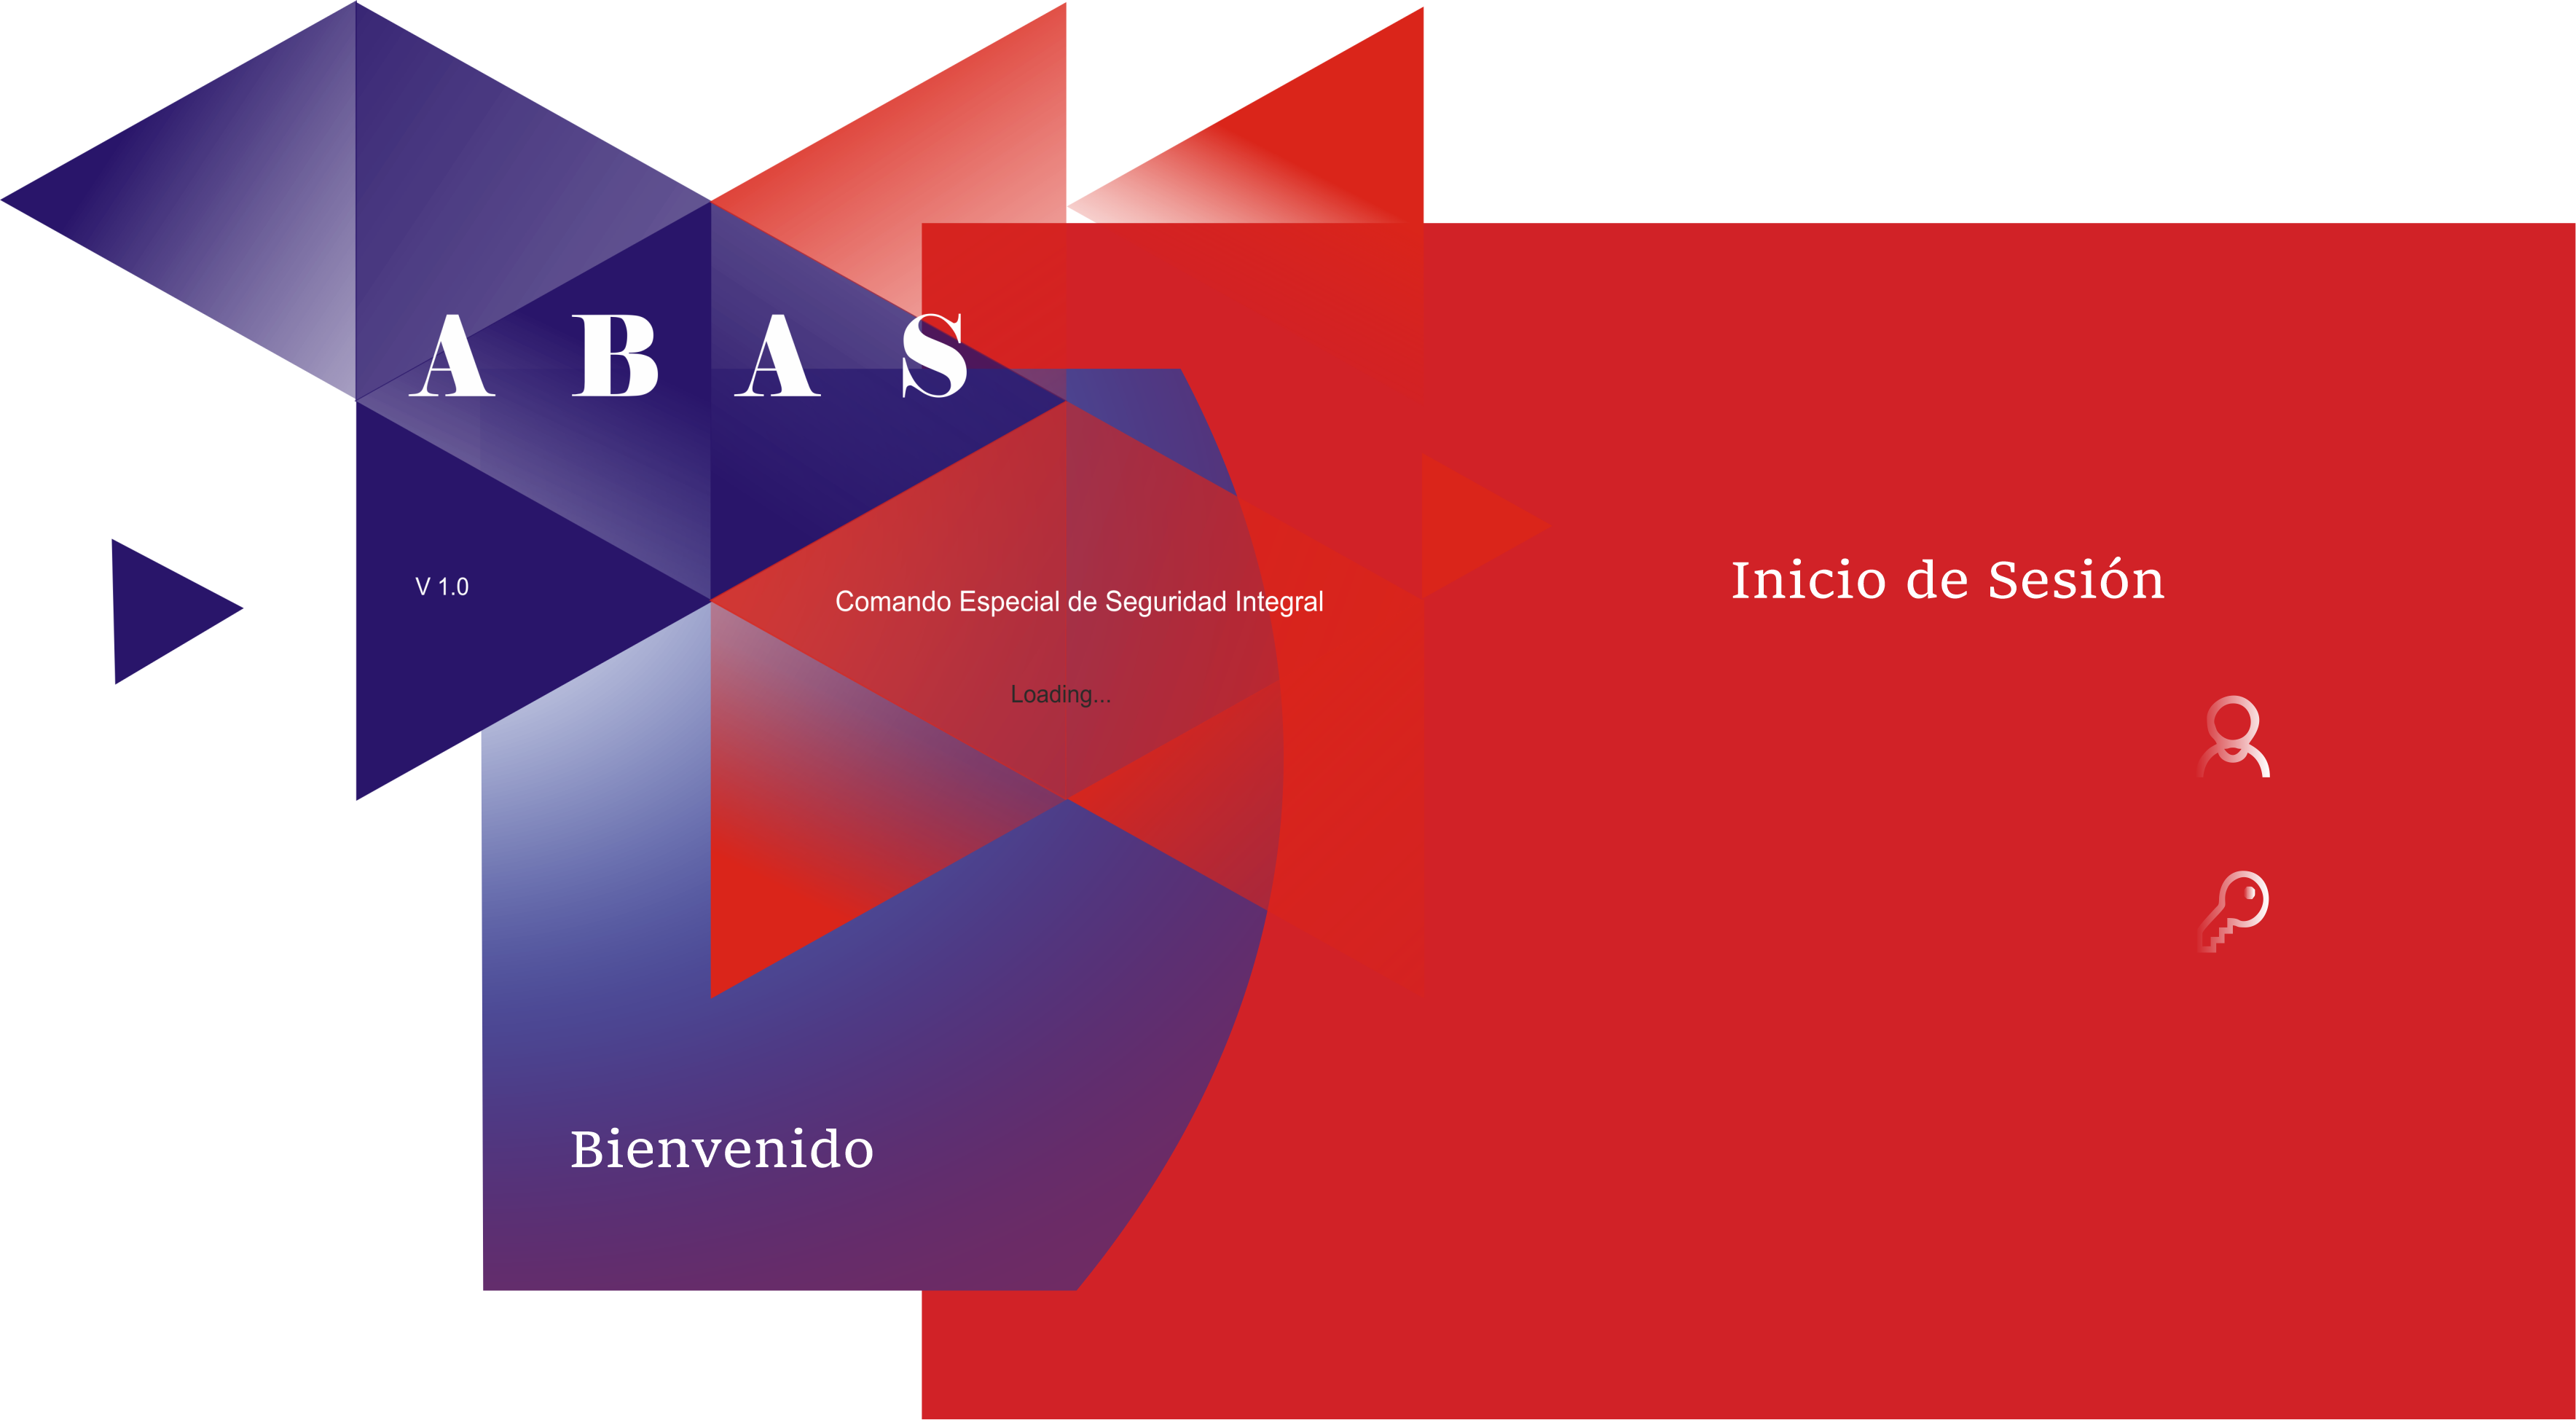 A B A S
V 1.0
Comando Especial de Seguridad Integral
Loading...
Inicio de Sesión
Bienvenido